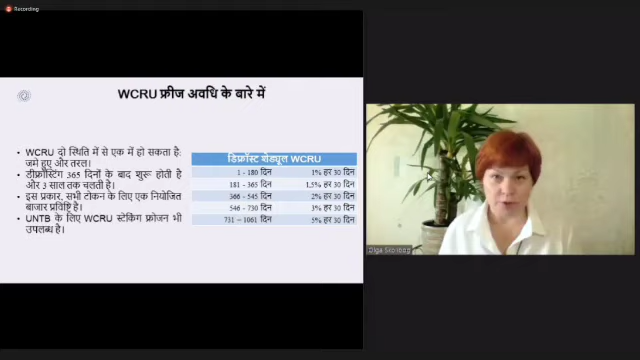 Recording
WCRU फ्रीज अवधि के बारे में
• WCRU दो स्थिति में से एक में हो सकता है:
जमे हुए और तरल।
• डीफ्रॉस्टिंग 365 दिनों के बाद शुरू होती है
और 3 साल तक चलती है।
• इस प्रकार, सभी टोकन के लिए एक नियोजित
बाजार प्रविष्टि है।
• UNTB के लिए WCRU स्टेकिंग फ्रोजन भी
उपलब्ध है।
डिफ्रॉस्ट शेड्यूल WCRU
1 - 180 दिन 1% हर 30 दिन
181 - 365 दिन 1,5% हर 30 दिन
366 - 545 दिन 2% हर 30 दिन
546 - 730 दिन 3% हर 30 दिन
731 – 1061 दिन 5% हर 30 दिन